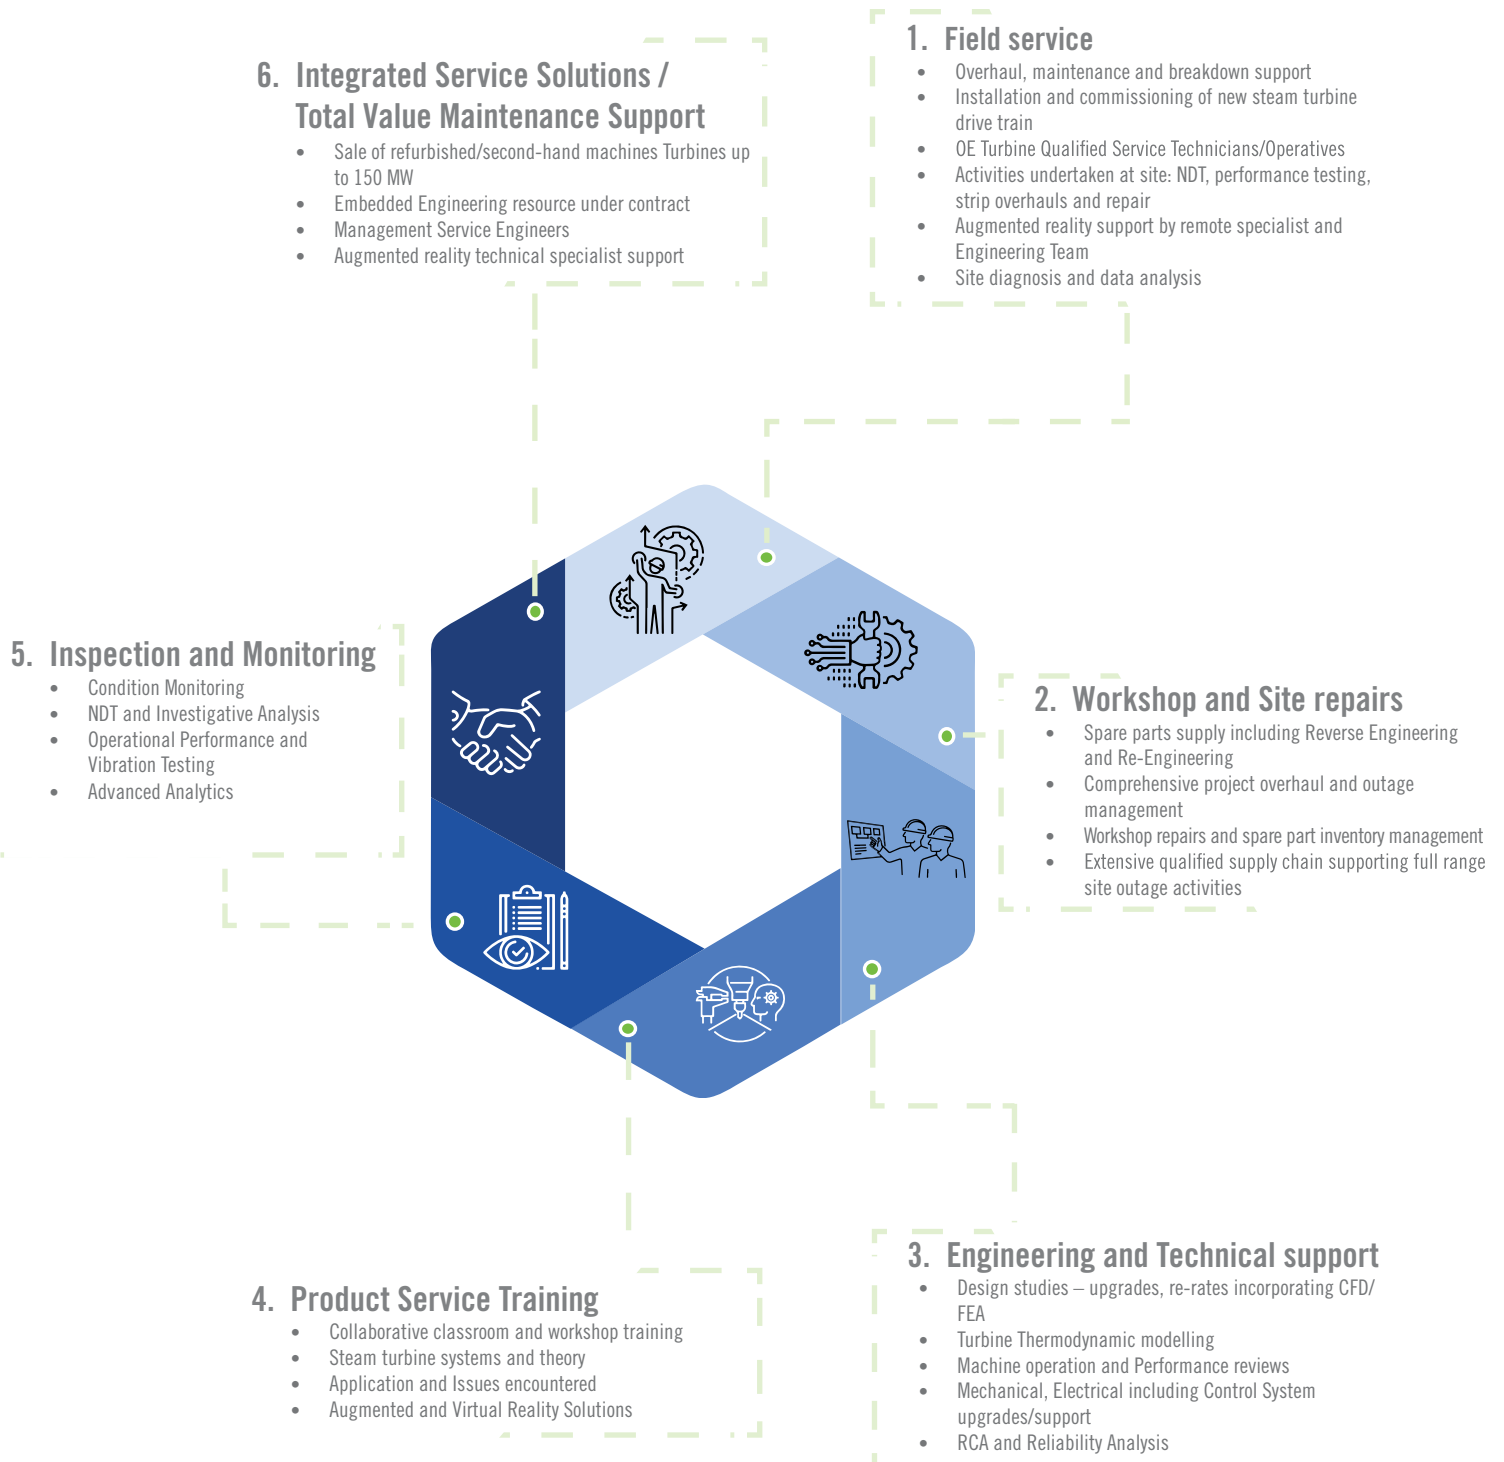 1. Field service
• Overhaul, maintenance and breakdown support
• Installation and commissioning of new steam turbine
drive train
• OE Turbine Qualified Service Technicians/Operatives
• Activities undertaken at site: NDT, performance testing,
strip overhauls and repair
• Augmented reality support by remote specialist and
Engineering Team
• Site diagnosis and data analysis
2. Workshop and Site repairs
• Spare parts supply including Reverse Engineering
and Re-Engineering
• Comprehensive project overhaul and outage
management
• Workshop repairs and spare part inventory management
• Extensive qualified supply chain supporting full range
site outage activities
3. Engineering and Technical support
• Design studies – upgrades, re-rates incorporating CFD/
FEA
• Turbine Thermodynamic modelling
• Machine operation and Performance reviews
• Mechanical, Electrical including Control System
upgrades/support
• RCA and Reliability Analysis
4. Product Service Training
• Collaborative classroom and workshop training
• Steam turbine systems and theory
• Application and Issues encountered
• Augmented and Virtual Reality Solutions
5. Inspection and Monitoring
• Condition Monitoring
• NDT and Investigative Analysis
• Operational Performance and
Vibration Testing
• Advanced Analytics
6. Integrated Service Solutions /
Total Value Maintenance Support
• Sale of refurbished/second-hand machines Turbines up
to 150 MW
• Embedded Engineering resource under contract
• Management Service Engineers
• Augmented reality technical specialist support